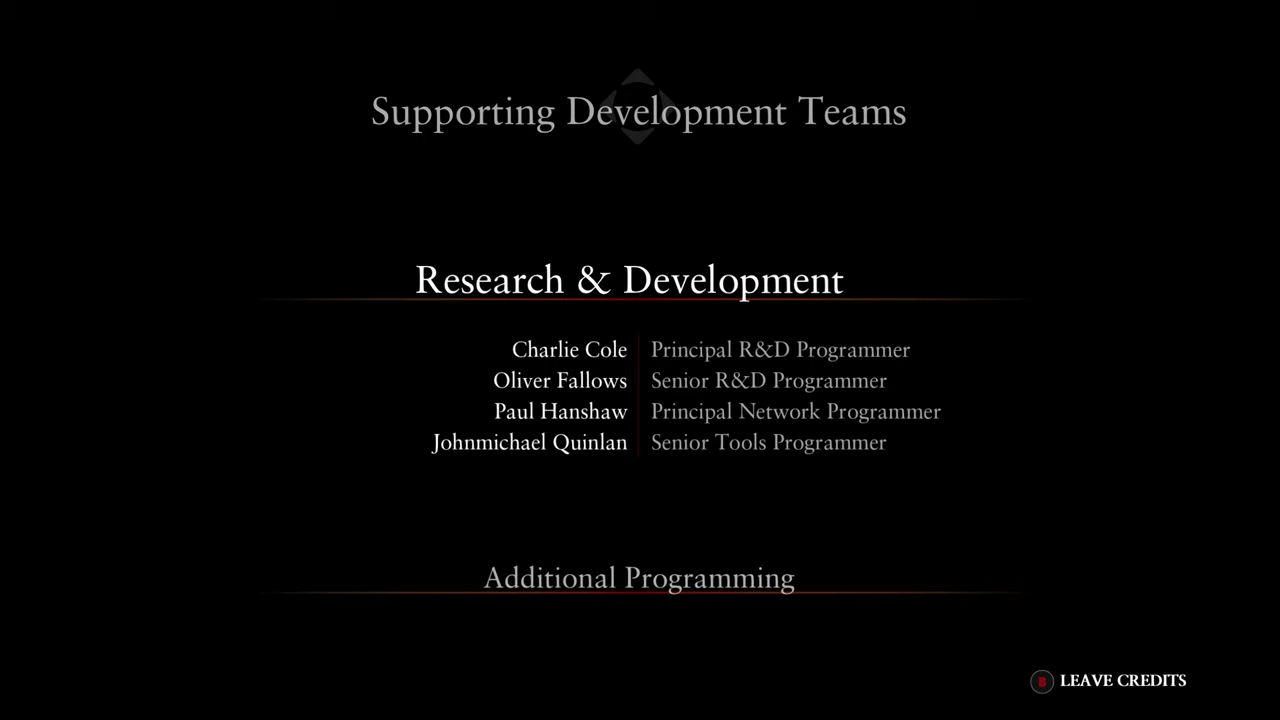 Supporting Development Teams
Research & Development
Charlie Cole Principal R&D Programmer
Oliver Fallows Senior R&D Programmer
Paul Hanshaw Principal Network Programmer
Johnmichael Quinlan Senior Tools Programmer
Additional Programming
B LEAVE CREDITS